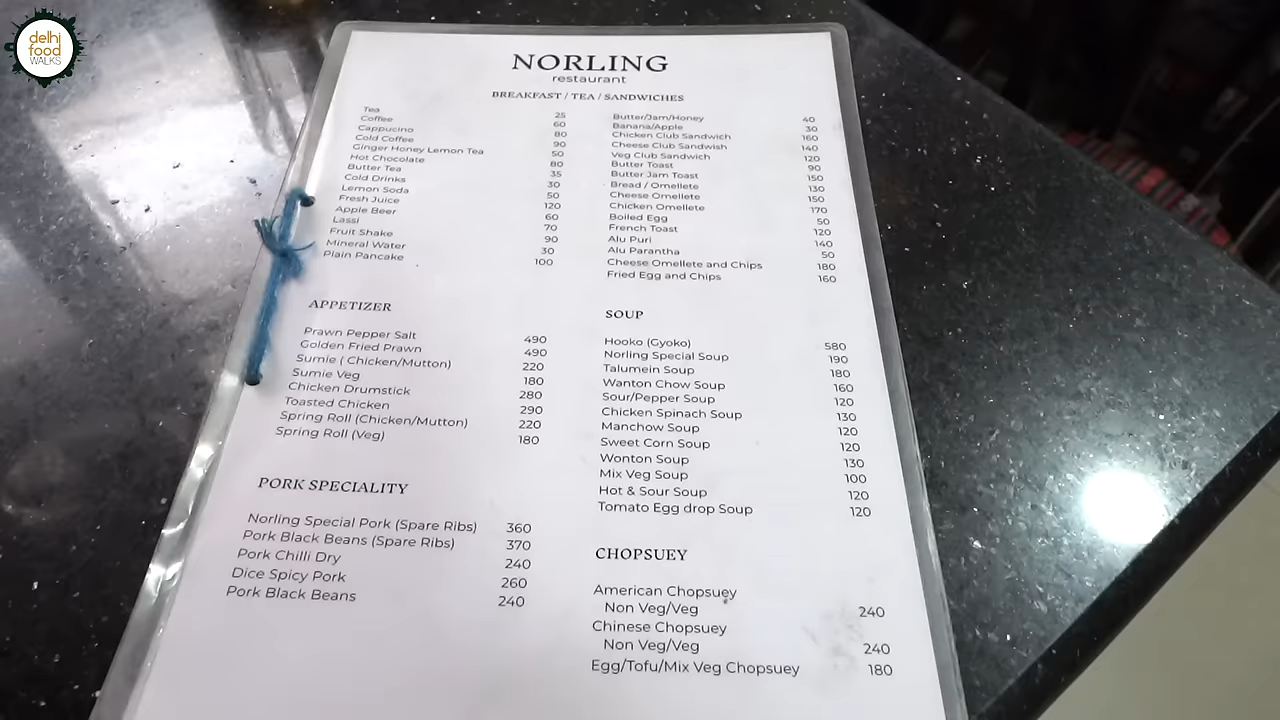 delhi
food
WALKS
NORLING
restaurant
BREAKFAST / TEA / SANDWICHES
Tea 25
Coffee 60
Cappucino 80
Cold Coffee 90
Ginger Honey Lemon Tea 50
Hot Chocolate 80
Butter Tea 35
Cold Drinks 30
Lemon Soda 50
Fresh Juice 120
Apple Beer 60
Lassi 70
Fruit Shake 90
Mineral Water 30
Plain Pancake 100
Butter/Jam/Honey 40
Banana/Apple 30
Chicken Club Sandwich 160
Cheese Club Sandwish 140
Veg Club Sandwich 120
Butter Toast 90
Butter Jam Toast 150
Bread / Omellete 130
Cheese Omellete 150
Chicken Omellete 170
Boiled Egg 50
French Toast 120
Alu Puri 140
Alu Parantha 50
Cheese Omellete and Chips 180
Fried Egg and Chips 160
APPETIZER
Prawn Pepper Salt 490
Golden Fried Prawn 490
Sumie ( Chicken/Mutton) 220
Sumie Veg 180
Chicken Drumstick 280
Toasted Chicken 290
Spring Roll (Chicken/Mutton) 220
Spring Roll (Veg) 180
PORK SPECIALITY
Norling Special Pork (Spare Ribs) 360
Pork Black Beans (Spare Ribs) 370
Pork Chilli Dry 240
Dice Spicy Pork 260
Pork Black Beans 240
SOUP
Hooko (Gyoko) 580
Norling Special Soup 190
Talumein Soup 180
Wanton Chow Soup 160
Sour/Pepper Soup 120
Chicken Spinach Soup 130
Manchow Soup 120
Sweet Corn Soup 120
Wonton Soup 130
Mix Veg Soup 100
Hot & Sour Soup 120
Tomato Egg drop Soup 120
CHOPSUEY
American Chopsuey
Non Veg/Veg 240
Chinese Chopsuey
Non Veg/Veg 240
Egg/Tofu/Mix Veg Chopsuey 180